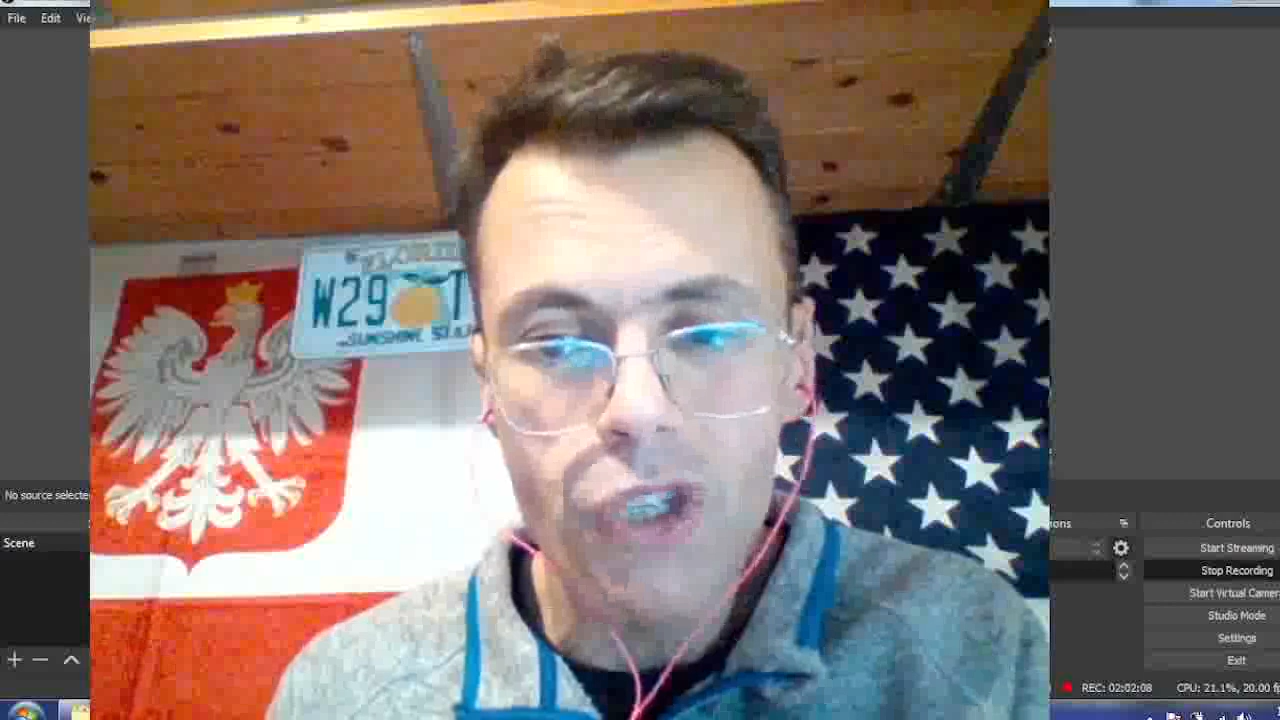 File Edit
No source selecte
Scene
W29
SUNSHINE
Controls
Start Streaming
Stop Recording
Start Virtual Camer
Studio Mode
Settings
Exit
REC: 02:02:08 CPU: 21.1%, 20.00 f